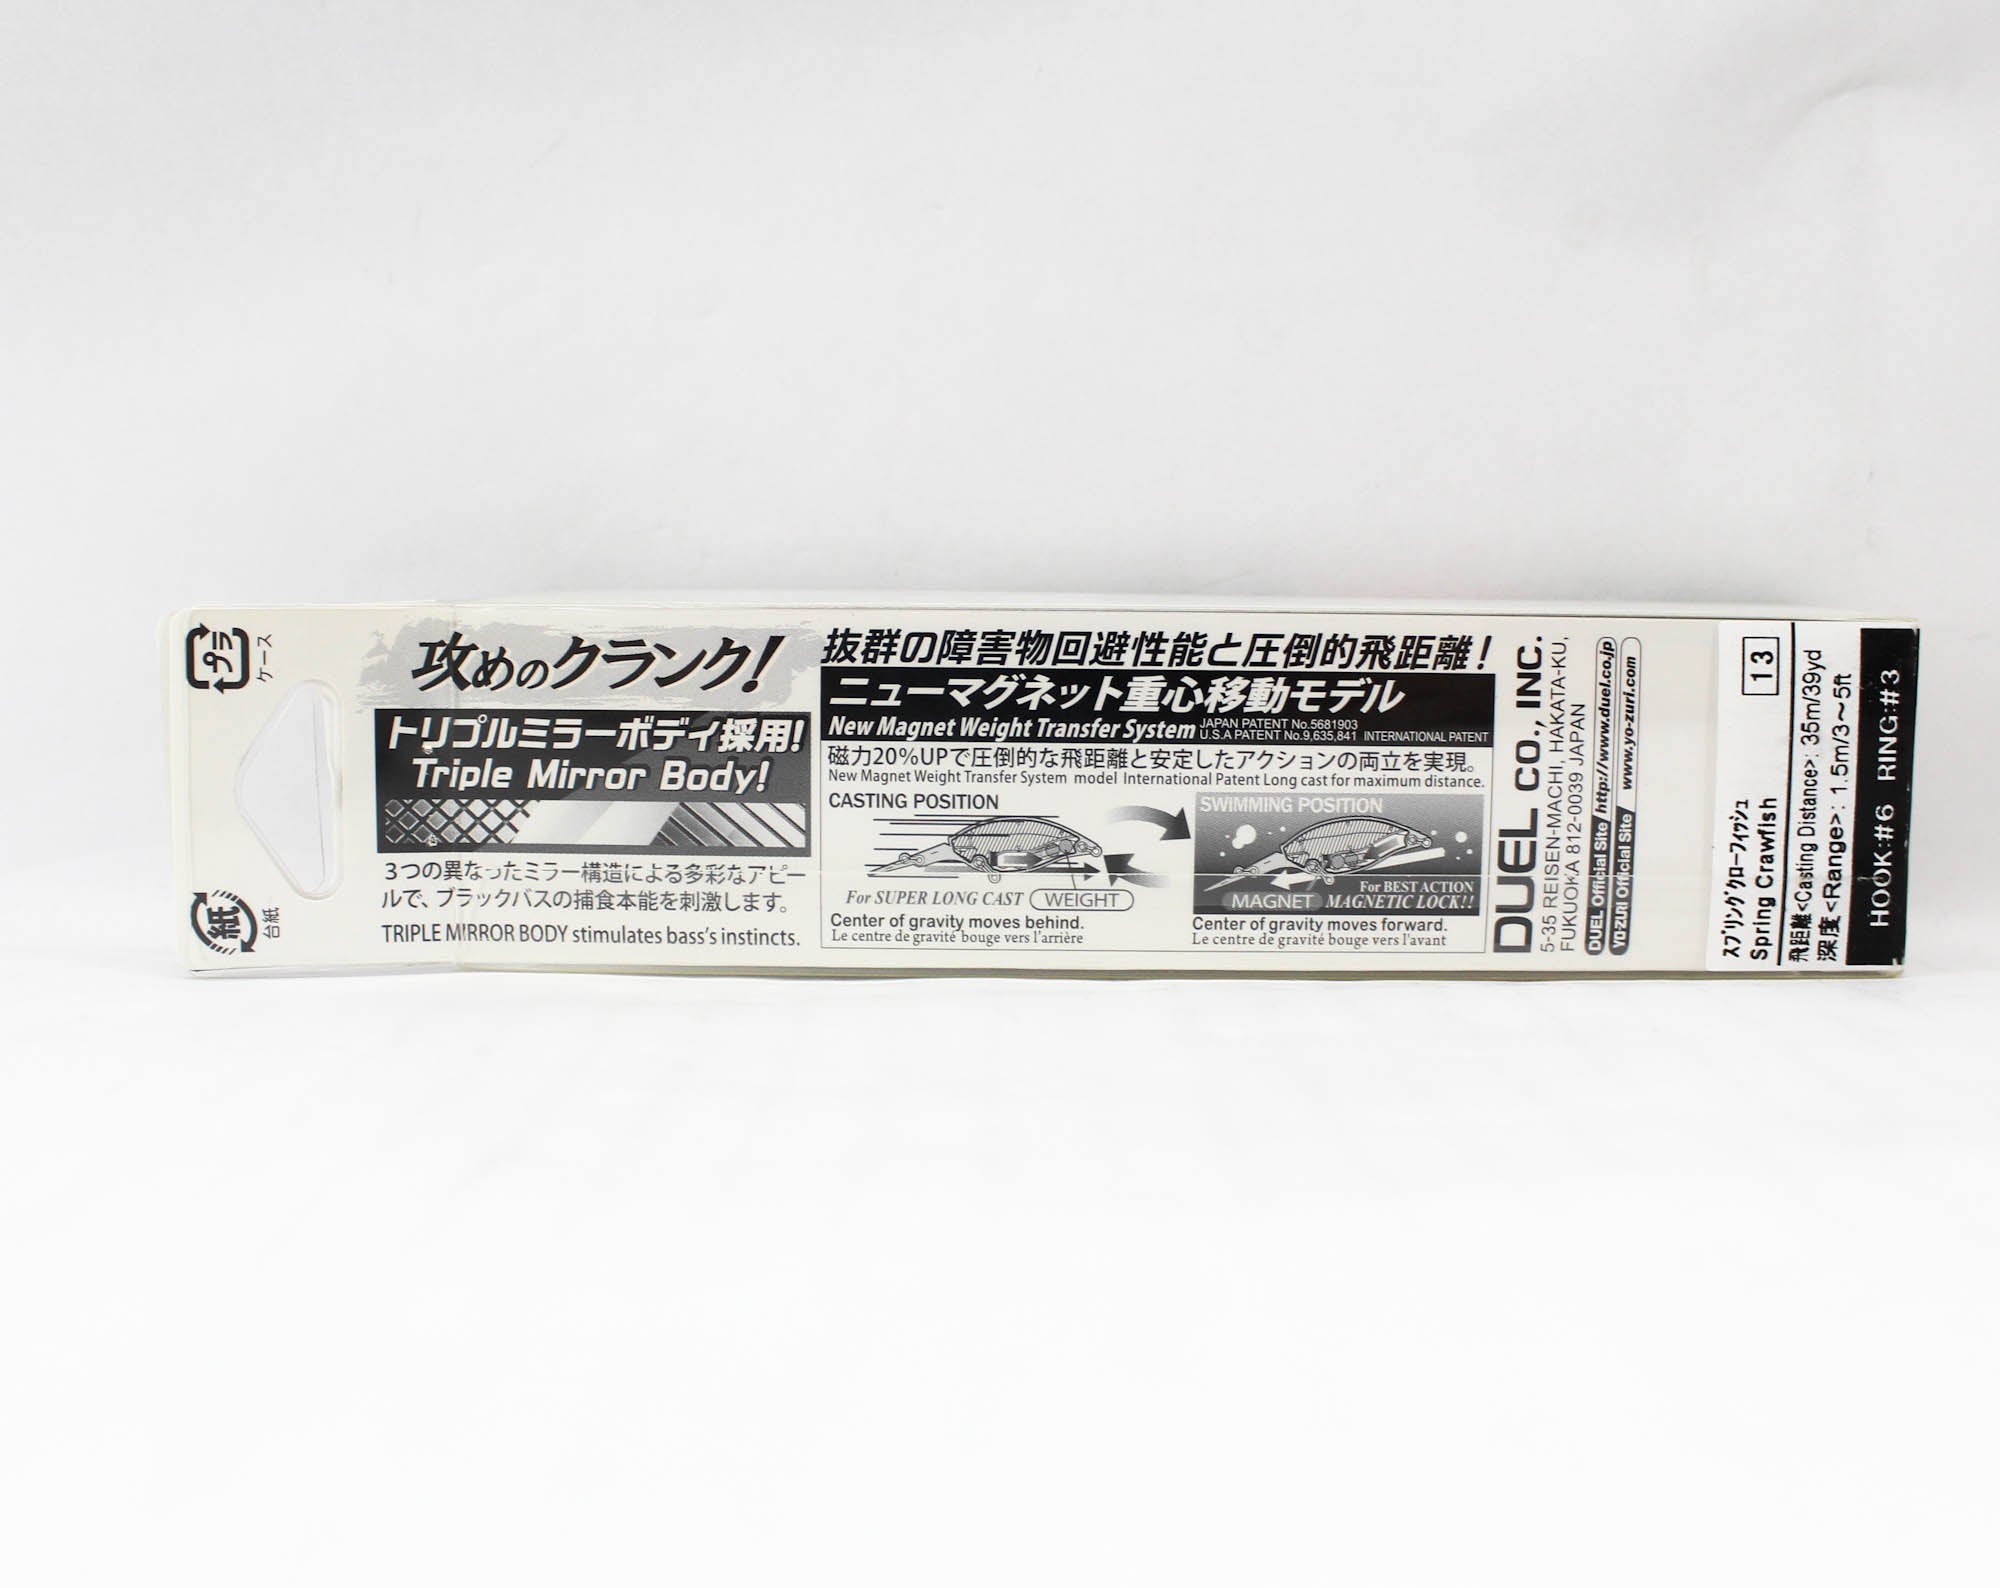 プラ
ケース
紙
台紙
攻めのクランク!
トリプルミラーボディ採用!
Triple Mirror Body!
3つの異なったミラー構造による多彩なアピー
ルで、ブラックバスの捕食本能を刺激します。
TRIPLE MIRROR BODY stimulates bass's instincts.
抜群の障害物回避性能と圧倒的飛距離!
ニューマグネット重心移動モデル
New Magnet Weight Transfer System
JAPAN PATENT No.5681903
U.S.A PATENT No.9,635,841 INTERNATIONAL PATENT
磁力20%UPで圧倒的な飛距離と安定したアクションの両立を実現。
New Magnet Weight Transfer System model International Patent Long cast for maximum distance.
CASTING POSITION
For SUPER LONG CAST
WEIGHT
Center of gravity moves behind.
Le centre de gravité bouge vers l'arrière
SWIMMING POSITION
For BEST ACTION
MAGNET
MAGNETIC LOCK!!
Center of gravity moves forward.
Le centre de gravité bouge vers l'avant
DUEL CO., INC.
5-35 REISEN-MACHI, HAKATA-KU,
FUKUOKA 812-0039 JAPAN
DUEL Official Site http://www.duel.co.jp
YO-ZURI Official Site www.yo-zuri.com
スプリングクローフィッシュ
Spring Crawfish
13
飛距離<Casting Distance>: 35m/39yd
深度<Range>: 1.5m/3～5ft
HOOK:#6 RING:#3